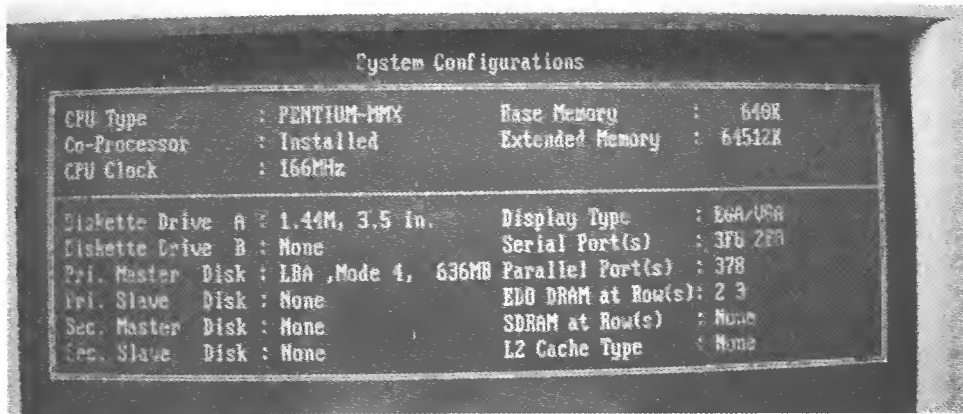 System Configurations
CPU Type : PENTIUM-MMX Base Memory : 640K
Co-Processor : Installed Extended Memory : 64512K
CPU Clock : 166MHz
Diskette Drive A : 1.44M, 3.5 in. Display Type : EGA/VGA
Diskette Drive B : None Serial Port(s) : 3F8 2F8
Pri. Master Disk : LBA ,Mode 4, 636MB Parallel Port(s) : 378
Pri. Slave Disk : None EDO DRAM at Row(s): 2 3
Sec. Master Disk : None SDRAM at Row(s) : None
Sec. Slave Disk : None L2 Cache Type : None